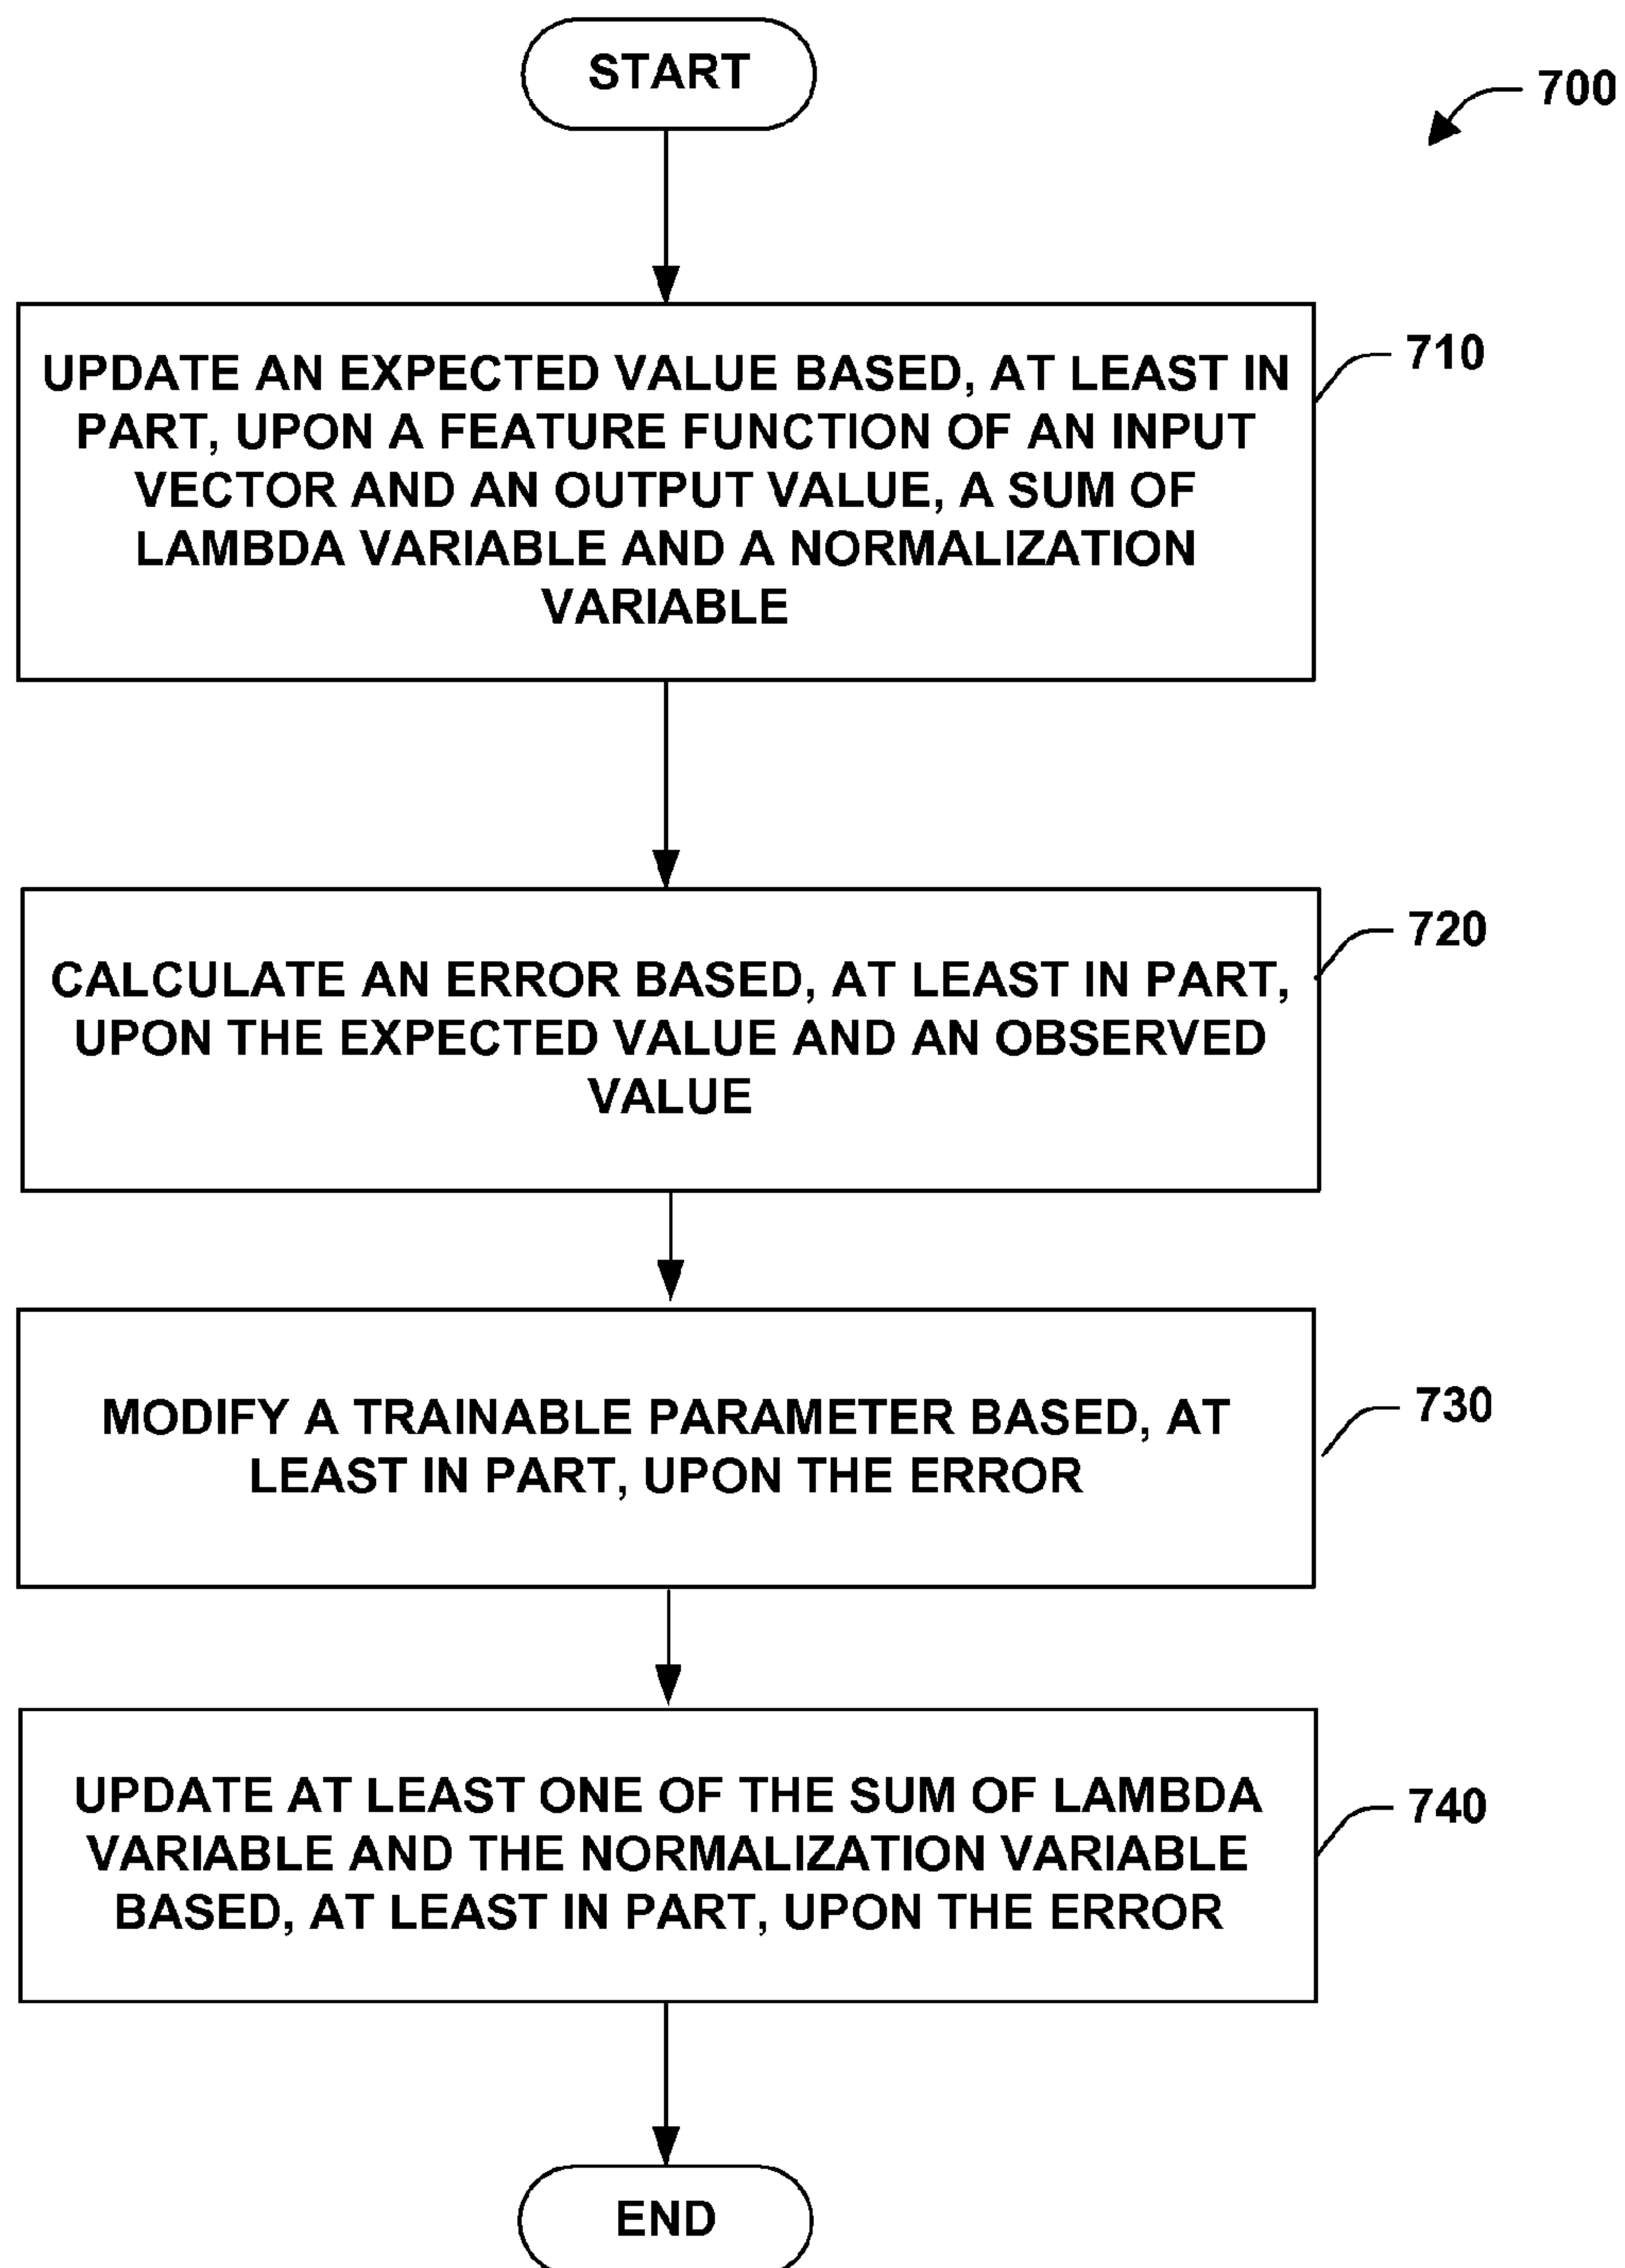 START
700
UPDATE AN EXPECTED VALUE BASED, AT LEAST IN
PART, UPON A FEATURE FUNCTION OF AN INPUT
VECTOR AND AN OUTPUT VALUE, A SUM OF
LAMBDA VARIABLE AND A NORMALIZATION
VARIABLE
710
CALCULATE AN ERROR BASED, AT LEAST IN PART,
UPON THE EXPECTED VALUE AND AN OBSERVED
VALUE
720
MODIFY A TRAINABLE PARAMETER BASED, AT
LEAST IN PART, UPON THE ERROR
730
UPDATE AT LEAST ONE OF THE SUM OF LAMBDA
VARIABLE AND THE NORMALIZATION VARIABLE
BASED, AT LEAST IN PART, UPON THE ERROR
740
END